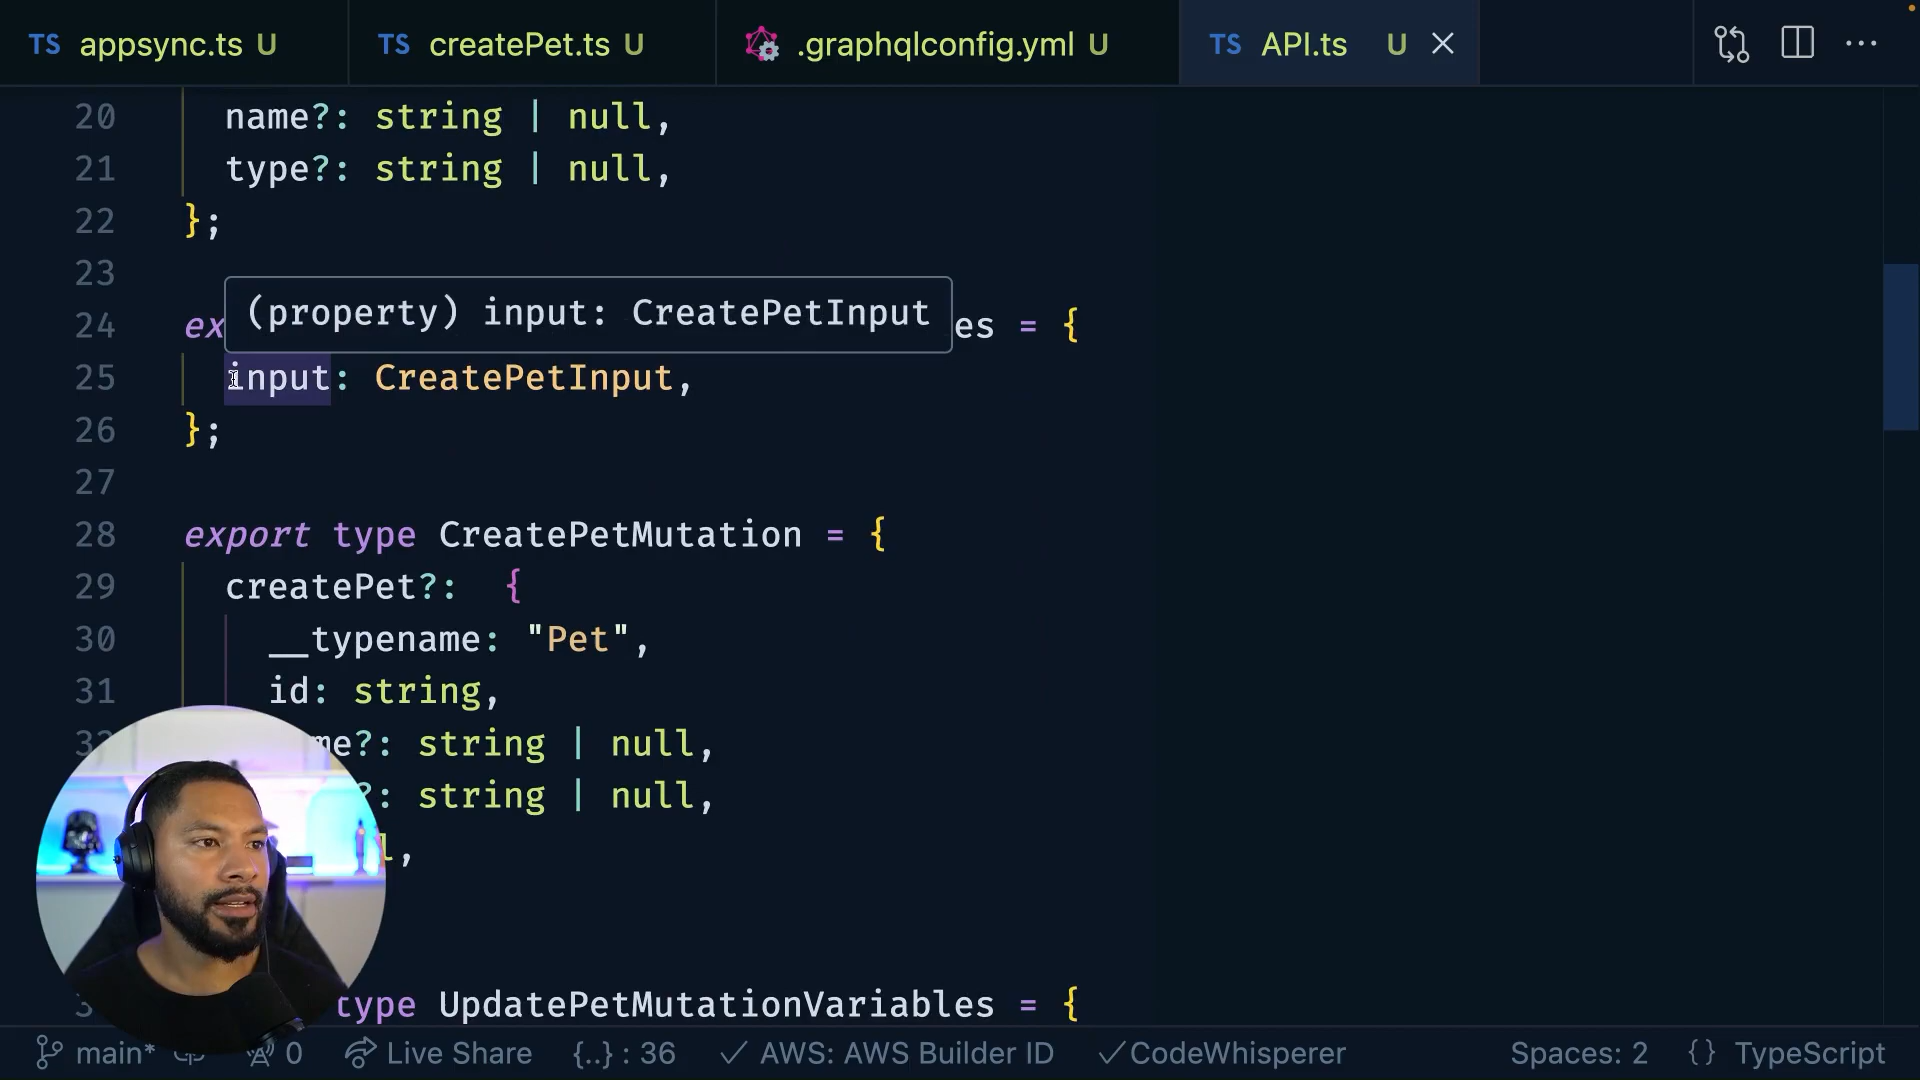 TS appsync.ts U TS createPet.ts U .graphqlconfig.yml U TS API.ts U
20 name?: string | null,
21 type?: string | null,
22 };
23
(property) input: CreatePetInput
24 ex es = {
25 input: CreatePetInput,
26 };
27
28 export type CreatePetMutation = {
29 createPet?: {
30 __typename: "Pet",
31 id: string,
me?: string | null,
?: string | null,
l,
type UpdatePetMutationVariables = {
main* 0 Live Share {..} : 36 AWS: AWS Builder ID CodeWhisperer Spaces: 2 {} TypeScript